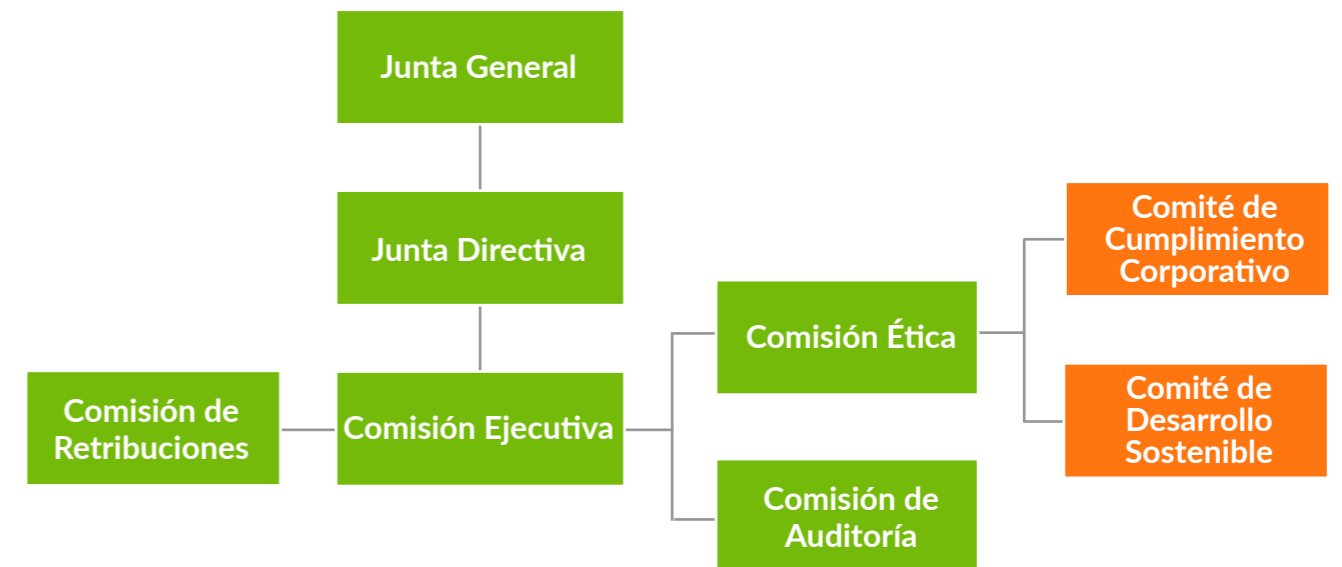 Junta General
Junta Directiva
Comisión de
Retribuciones
Comisión Ejecutiva
Comisión Ética
Comisión de
Auditoría
Comité de
Cumplimiento
Corporativo
Comité de
Desarrollo
Sostenible